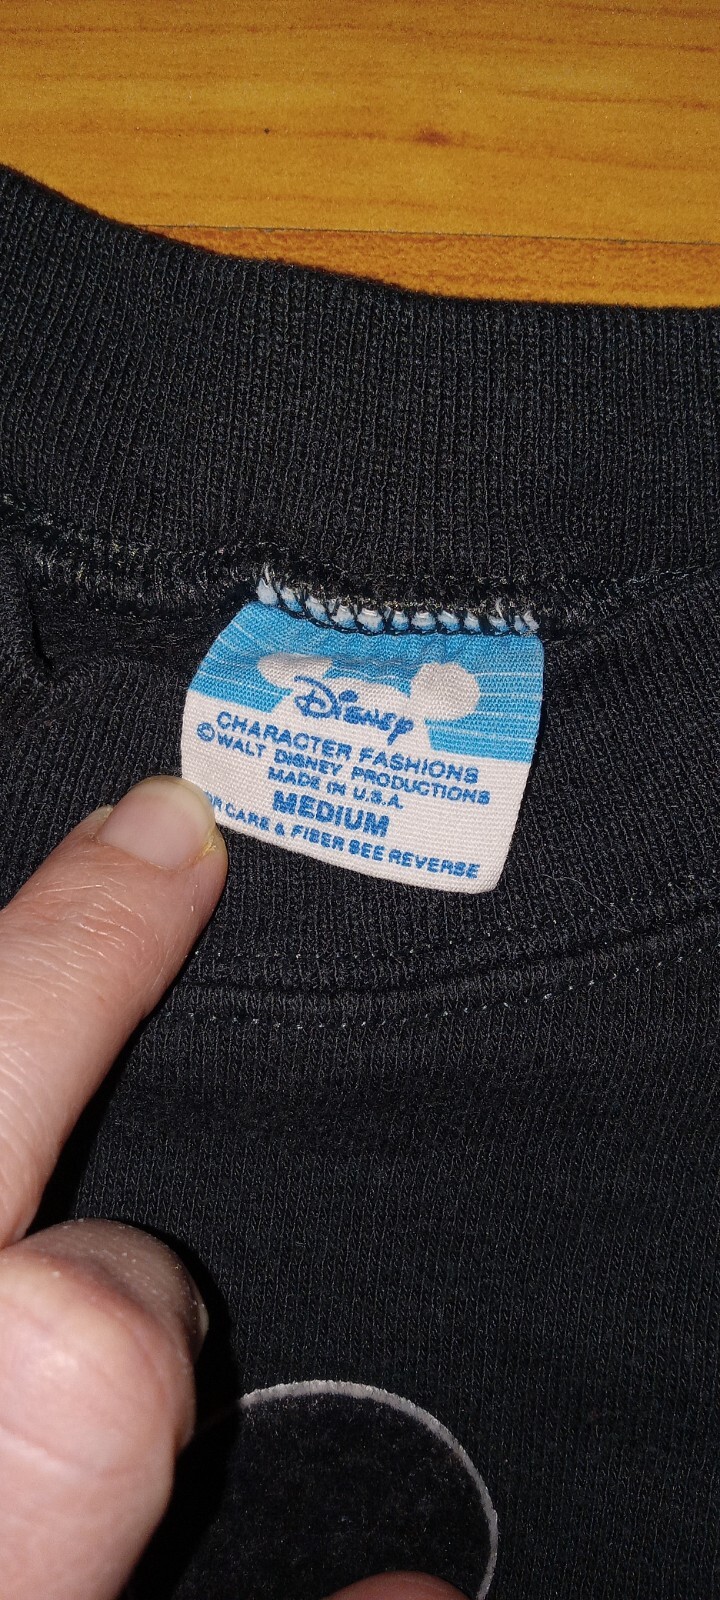 Disney
CHARACTER FASHIONS
©WALT DISNEY PRODUCTIONS
MADE IN U.S.A.
MEDIUM
CARE & FIBER SEE REVERSE